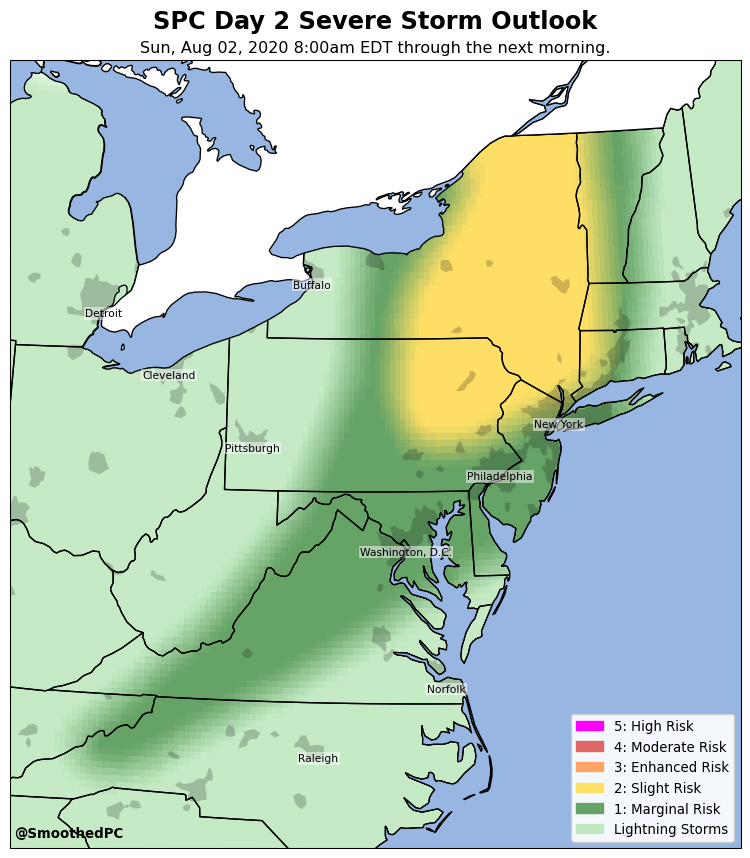 SPC Day 2 Severe Storm Outlook
Sun, Aug 02, 2020 8:00am EDT through the next morning.
Buffalo
Detroit
Cleveland
New York
Pittsburgh
Philadelphia
Washington, D.C.
Norfolk
Raleigh
5: High Risk
4: Moderate Risk
3: Enhanced Risk
2: Slight Risk
1: Marginal Risk
Lightning Storms
@SmoothedPC